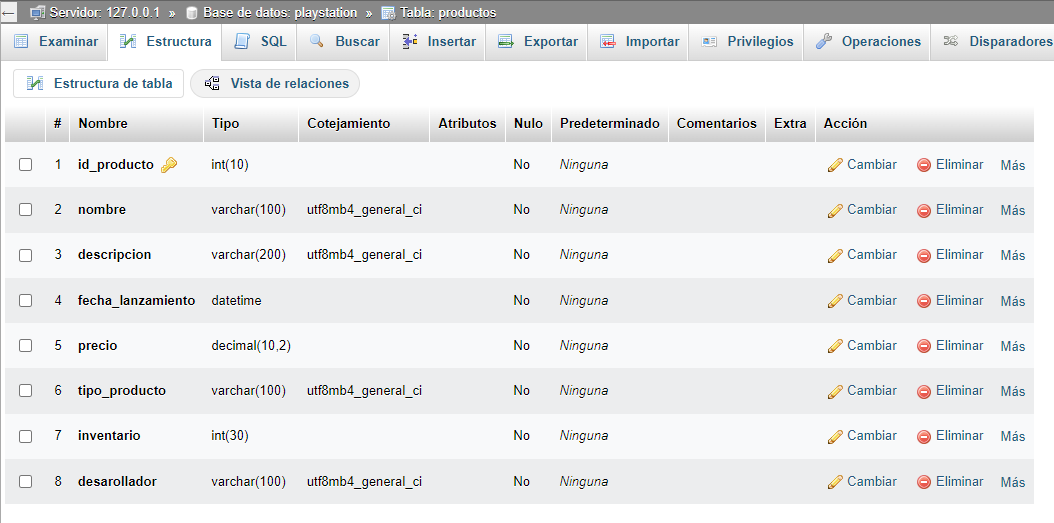 ← Servidor: 127.0.0.1 » Base de datos: playstation » Tabla: productos
Examinar Estructura SQL Buscar Insertar Exportar Importar Privilegios Operaciones Disparadores
Estructura de tabla Vista de relaciones
# Nombre Tipo Cotejamiento Atributos Nulo Predeterminado Comentarios Extra Acción
1 id_producto int(10) No Ninguna Cambiar Eliminar Más
2 nombre varchar(100) utf8mb4_general_ci No Ninguna Cambiar Eliminar Más
3 descripcion varchar(200) utf8mb4_general_ci No Ninguna Cambiar Eliminar Más
4 fecha_lanzamiento datetime No Ninguna Cambiar Eliminar Más
5 precio decimal(10,2) No Ninguna Cambiar Eliminar Más
6 tipo_producto varchar(100) utf8mb4_general_ci No Ninguna Cambiar Eliminar Más
7 inventario int(30) No Ninguna Cambiar Eliminar Más
8 desarollador varchar(100) utf8mb4_general_ci No Ninguna Cambiar Eliminar Más